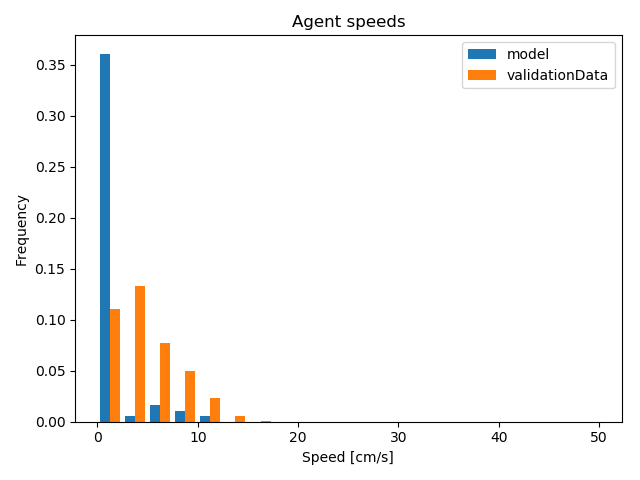 Agent speeds
model
validationData
0.35
0.30
0.25
0.20
0.15
0.10
0.05
0.00
Frequency
0 10 20 30 40 50
Speed [cm/s]